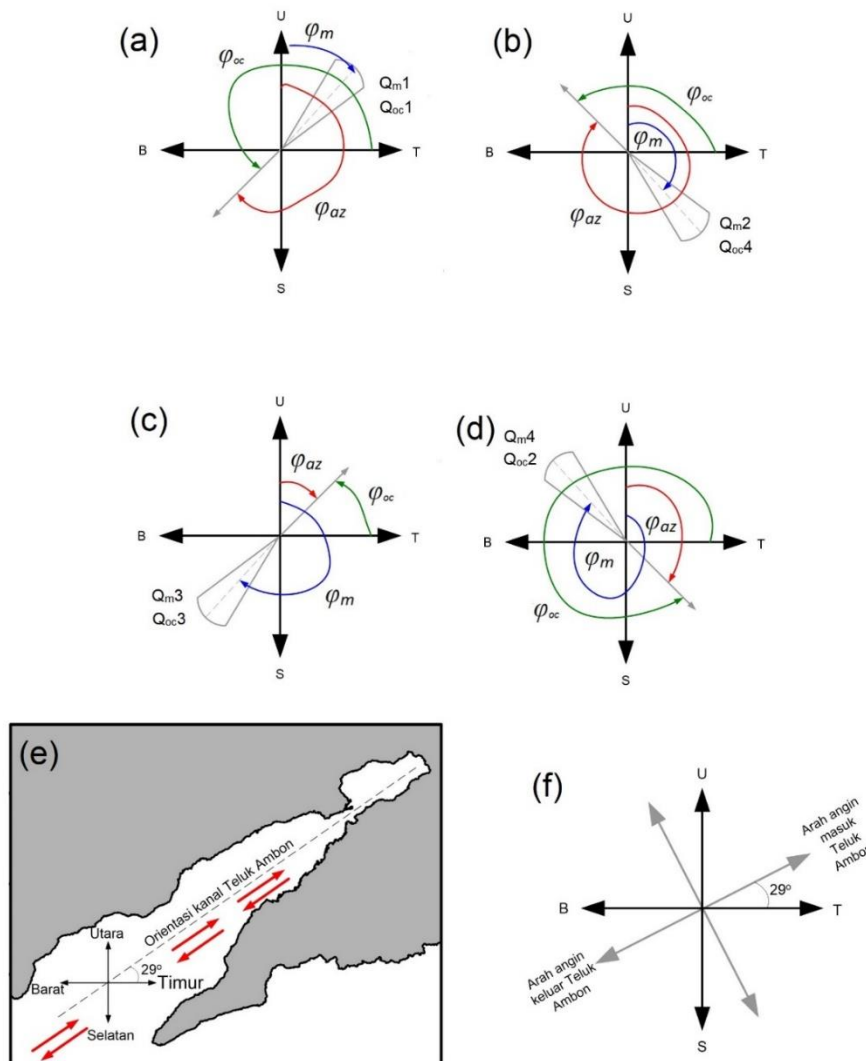 (a)
U
φm
φoc
Qm1
Qoc1
B
T
φaz
S
(b)
U
φoc
φm
B
T
φaz
Qm2
Qoc4
S
(c)
U
φaz
φoc
B
T
Qm3
Qoc3
φm
S
(d)
U
Qm4
Qoc2
φaz
B
T
φm
φoc
S
(e)
Orientasi kanal Teluk Ambon
Utara
29°
Barat
Timur
Selatan
(f)
U
Arah angin
masuk
Teluk
Ambon
29°
B
T
Arah angin
keluar Teluk
Ambon
S